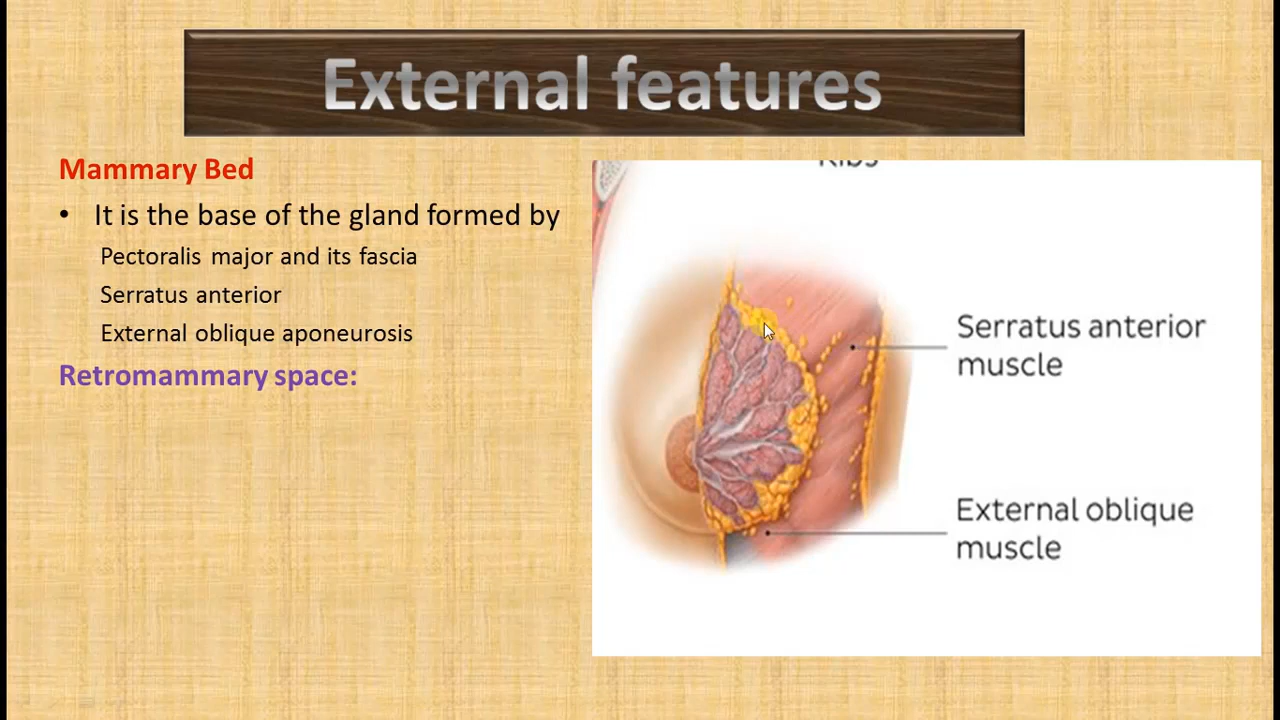 External features
Mammary Bed
• It is the base of the gland formed by
Pectoralis major and its fascia
Serratus anterior
External oblique aponeurosis
Retromammary space:
Ribs
Serratus anterior
muscle
External oblique
muscle